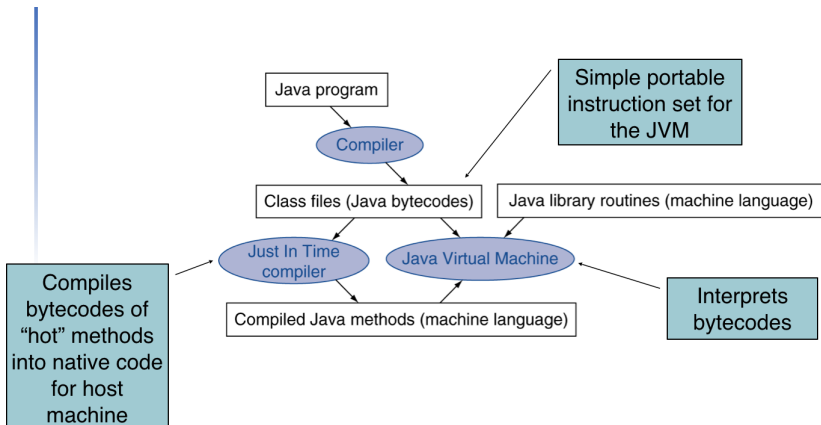 Java program
Simple portable
instruction set for
the JVM
Compiler
Class files (Java bytecodes)
Java library routines (machine language)
Just In Time
compiler
Java Virtual Machine
Compiles
bytecodes of
“hot” methods
into native code
for host
machine
Interprets
bytecodes
Compiled Java methods (machine language)